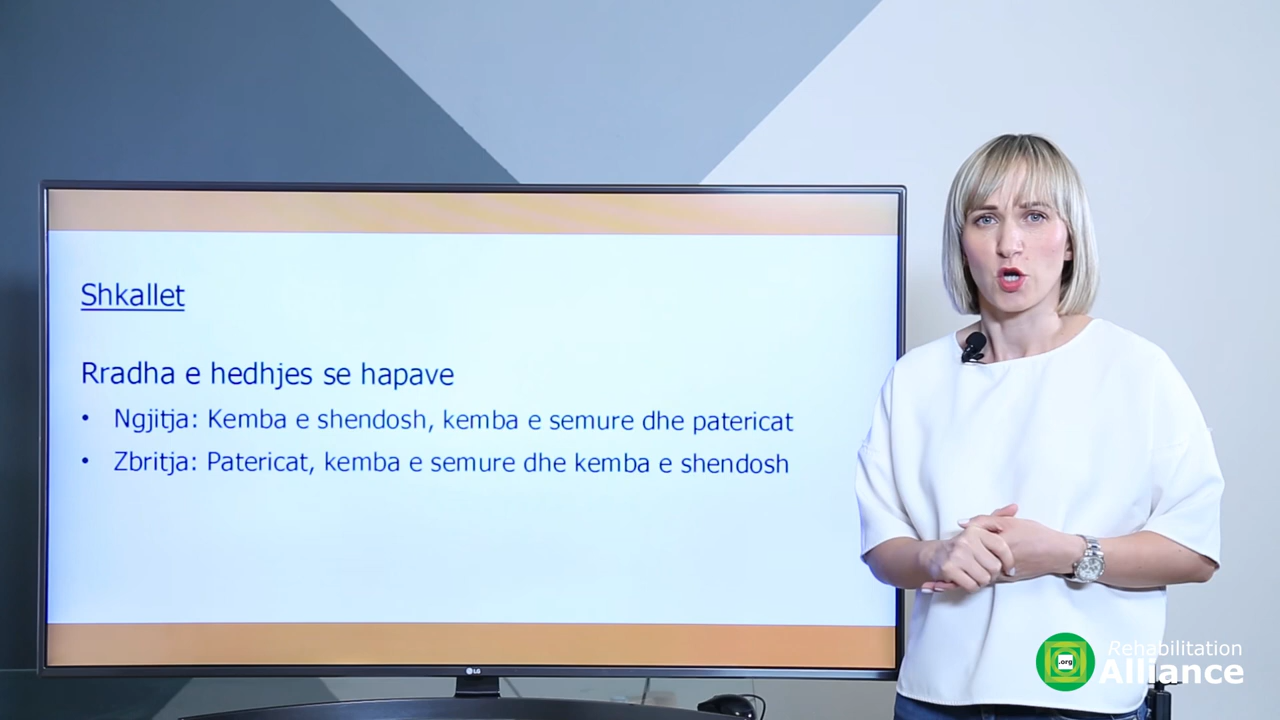 Shkallet
Rradha e hedhjes se hapave
• Ngjitja: Kemba e shendosh, kemba e semure dhe patericat
• Zbritja: Patericat, kemba e semure dhe kemba e shendosh
LG
.org
Rehabilitation
Alliance